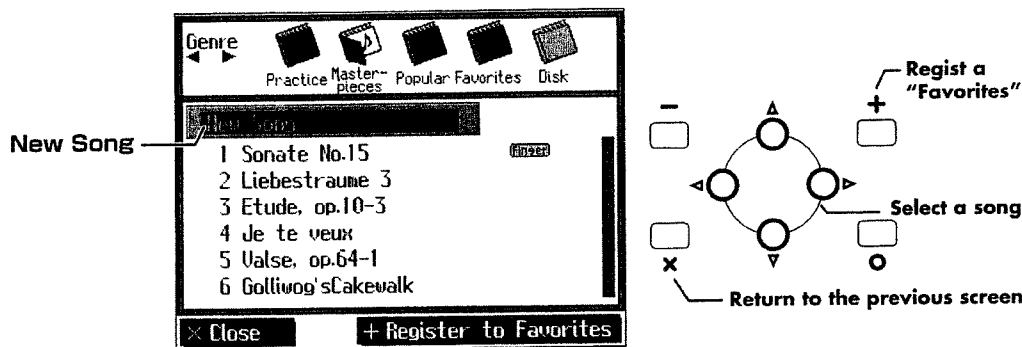 Genre
Practice
Master-
pieces
Popular
Favorites
Disk
New Song
New Song
1 Sonate No.15
Finger
2 Liebestraume 3
3 Etude, op.10-3
4 Je te veux
5 Valse, op.64-1
6 Golliwog'sCakewalk
× Close
+ Register to Favorites
Regist a
"Favorites"
−
+
Select a song
×
○
Return to the previous screen